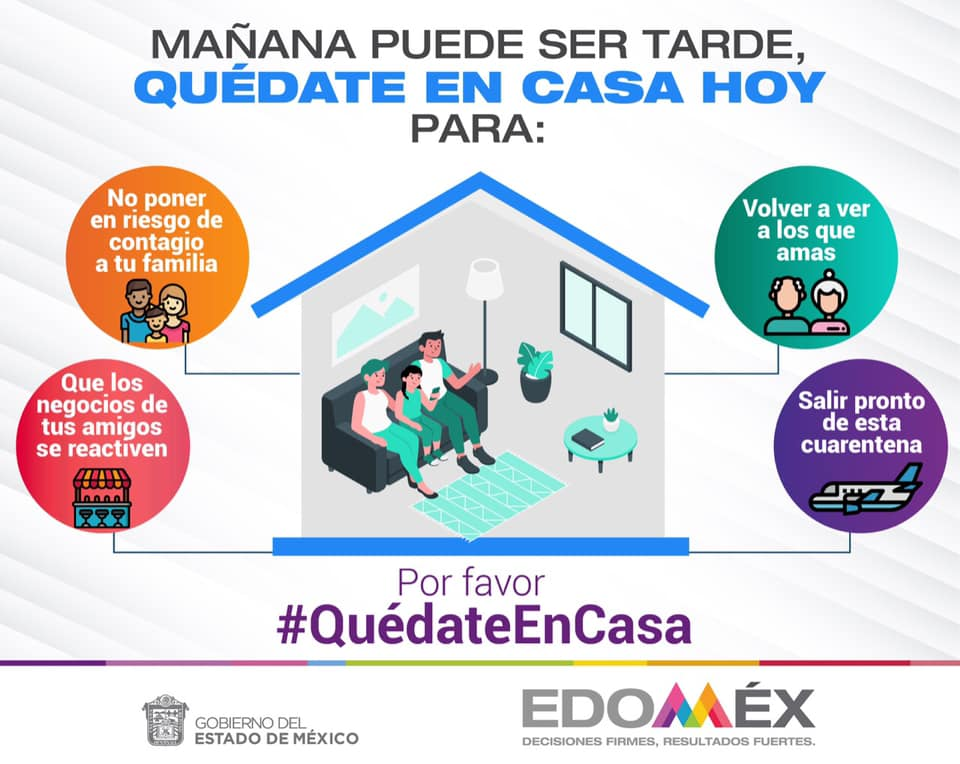 MAÑANA PUEDE SER TARDE,
QUÉDATE EN CASA HOY
PARA:
No poner
en riesgo de
contagio
a tu familia
Volver a ver
a los que
amas
Que los
negocios de
tus amigos
se reactiven
Salir pronto
de esta
cuarentena
Por favor
#QuédateEnCasa
GOBIERNO DEL
ESTADO DE MÉXICO
EDOMÉX
DECISIONES FIRMES, RESULTADOS FUERTES.